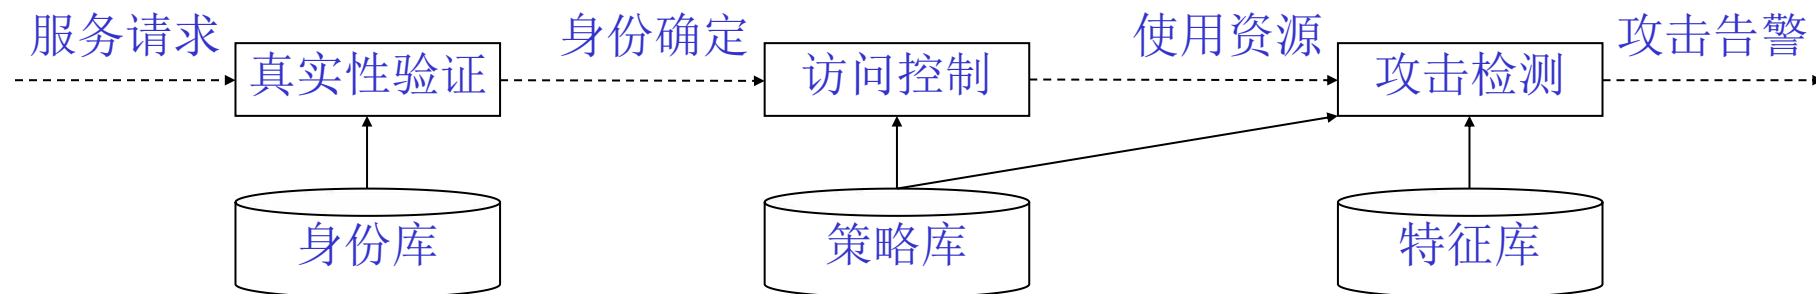 服务请求
真实性验证
身份确定
访问控制
使用资源
攻击检测
攻击告警
身份库
策略库
特征库